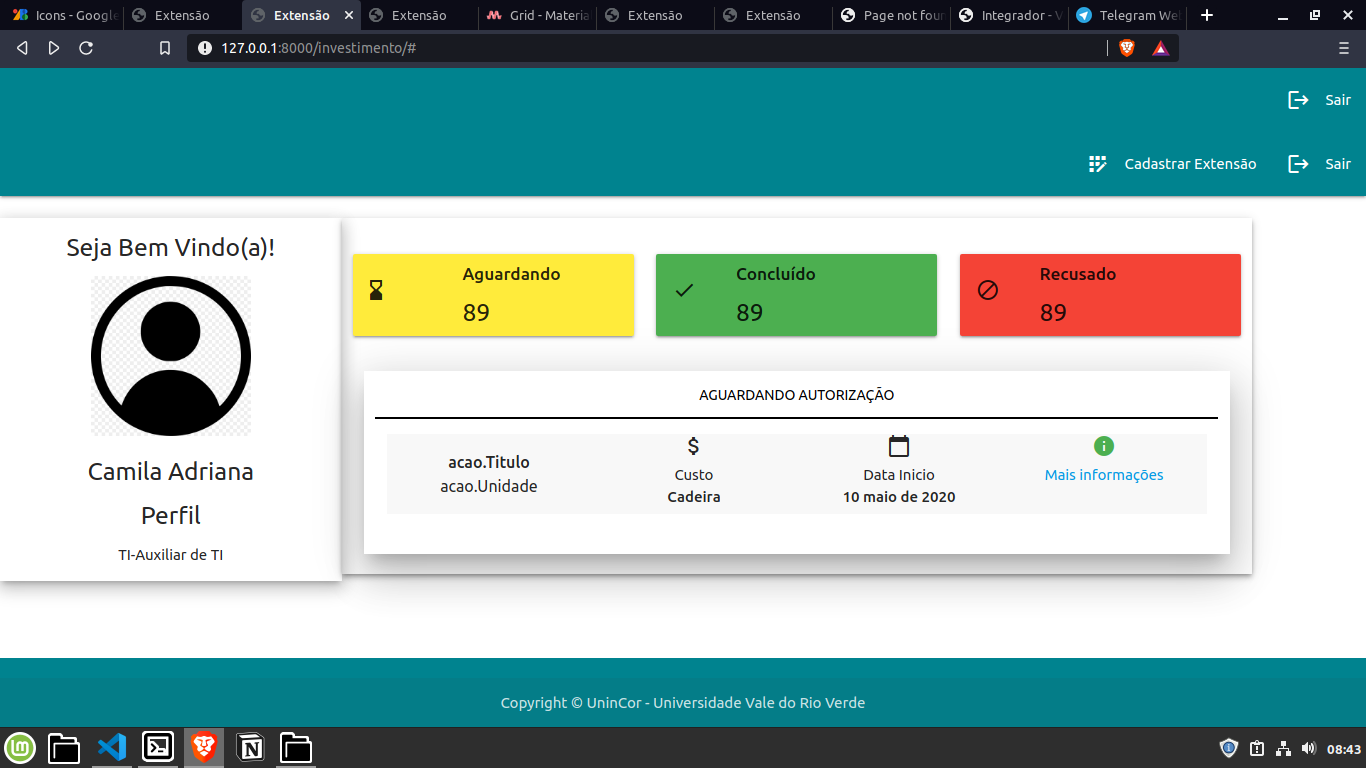 Icons - Google
Extensão
Extensão
Extensão
Grid - Materia
Extensão
Extensão
Page not four
Integrador - V
Telegram Web
127.0.0.1:8000/investimento/#
Sair
Cadastrar Extensão
Sair
Seja Bem Vindo(a)!
Camila Adriana
Perfil
TI-Auxiliar de TI
Aguardando
89
Concluído
89
Recusado
89
AGUARDANDO AUTORIZAÇÃO
acao.Titulo
acao.Unidade
Custo
Cadeira
Data Inicio
10 maio de 2020
Mais informações
Copyright © UninCor - Universidade Vale do Rio Verde
08:43